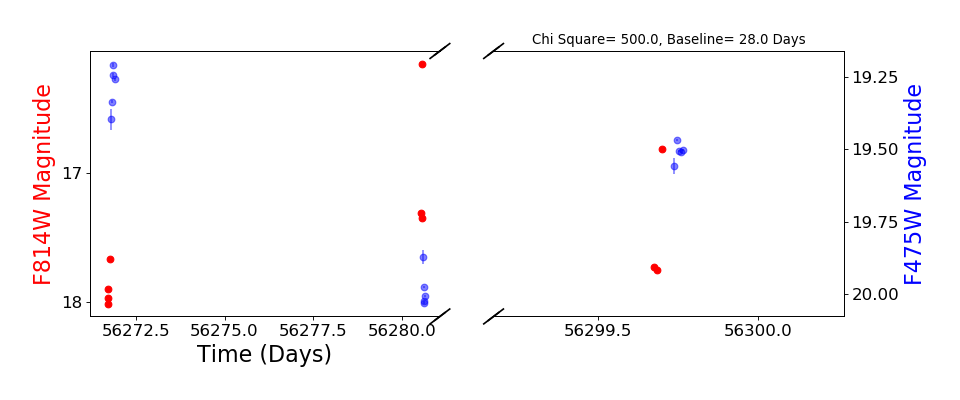 Chi Square= 500.0, Baseline= 28.0 Days
F814W Magnitude
17
18
19.25
19.50
19.75
20.00
F475W Magnitude
56272.5 56275.0 56277.5 56280.0 56299.5 56300.0
Time (Days)